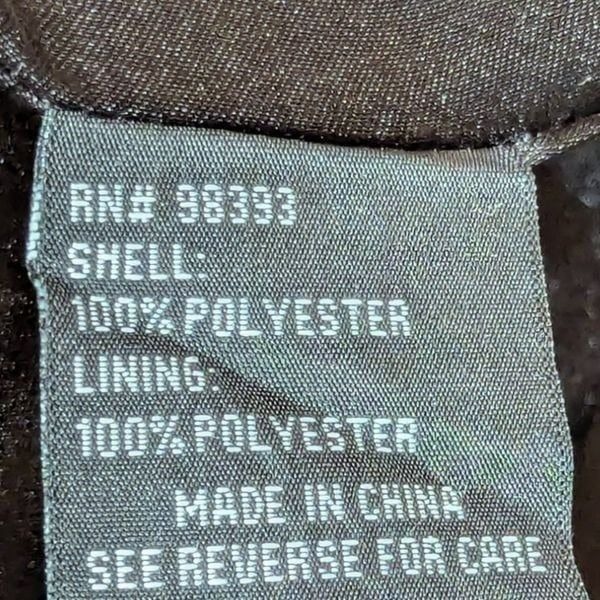 RN# 98393
SHELL:
100% POLYESTER
LINING:
100% POLYESTER
MADE IN CHINA
SEE REVERSE FOR CARE